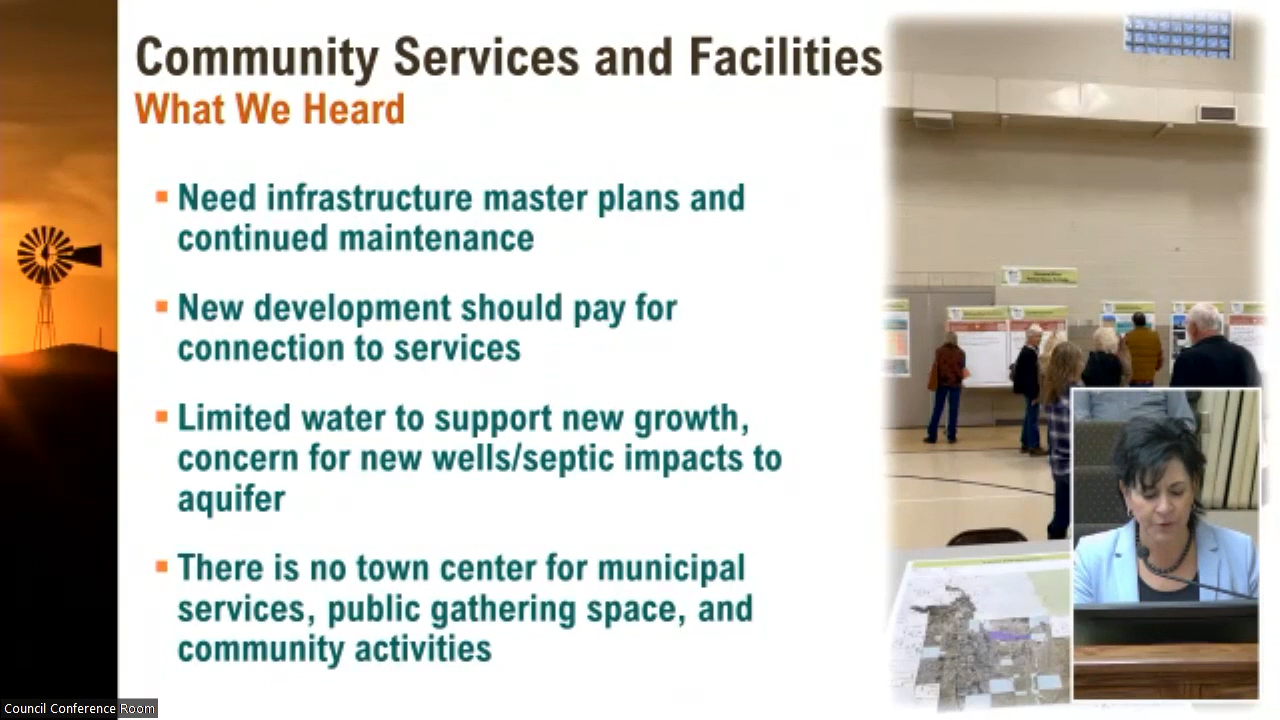 Community Services and Facilities
What We Heard
Need infrastructure master plans and
continued maintenance
New development should pay for
connection to services
Limited water to support new growth,
concern for new wells/septic impacts to
aquifer
There is no town center for municipal
services, public gathering space, and
community activities
Council Conference Room